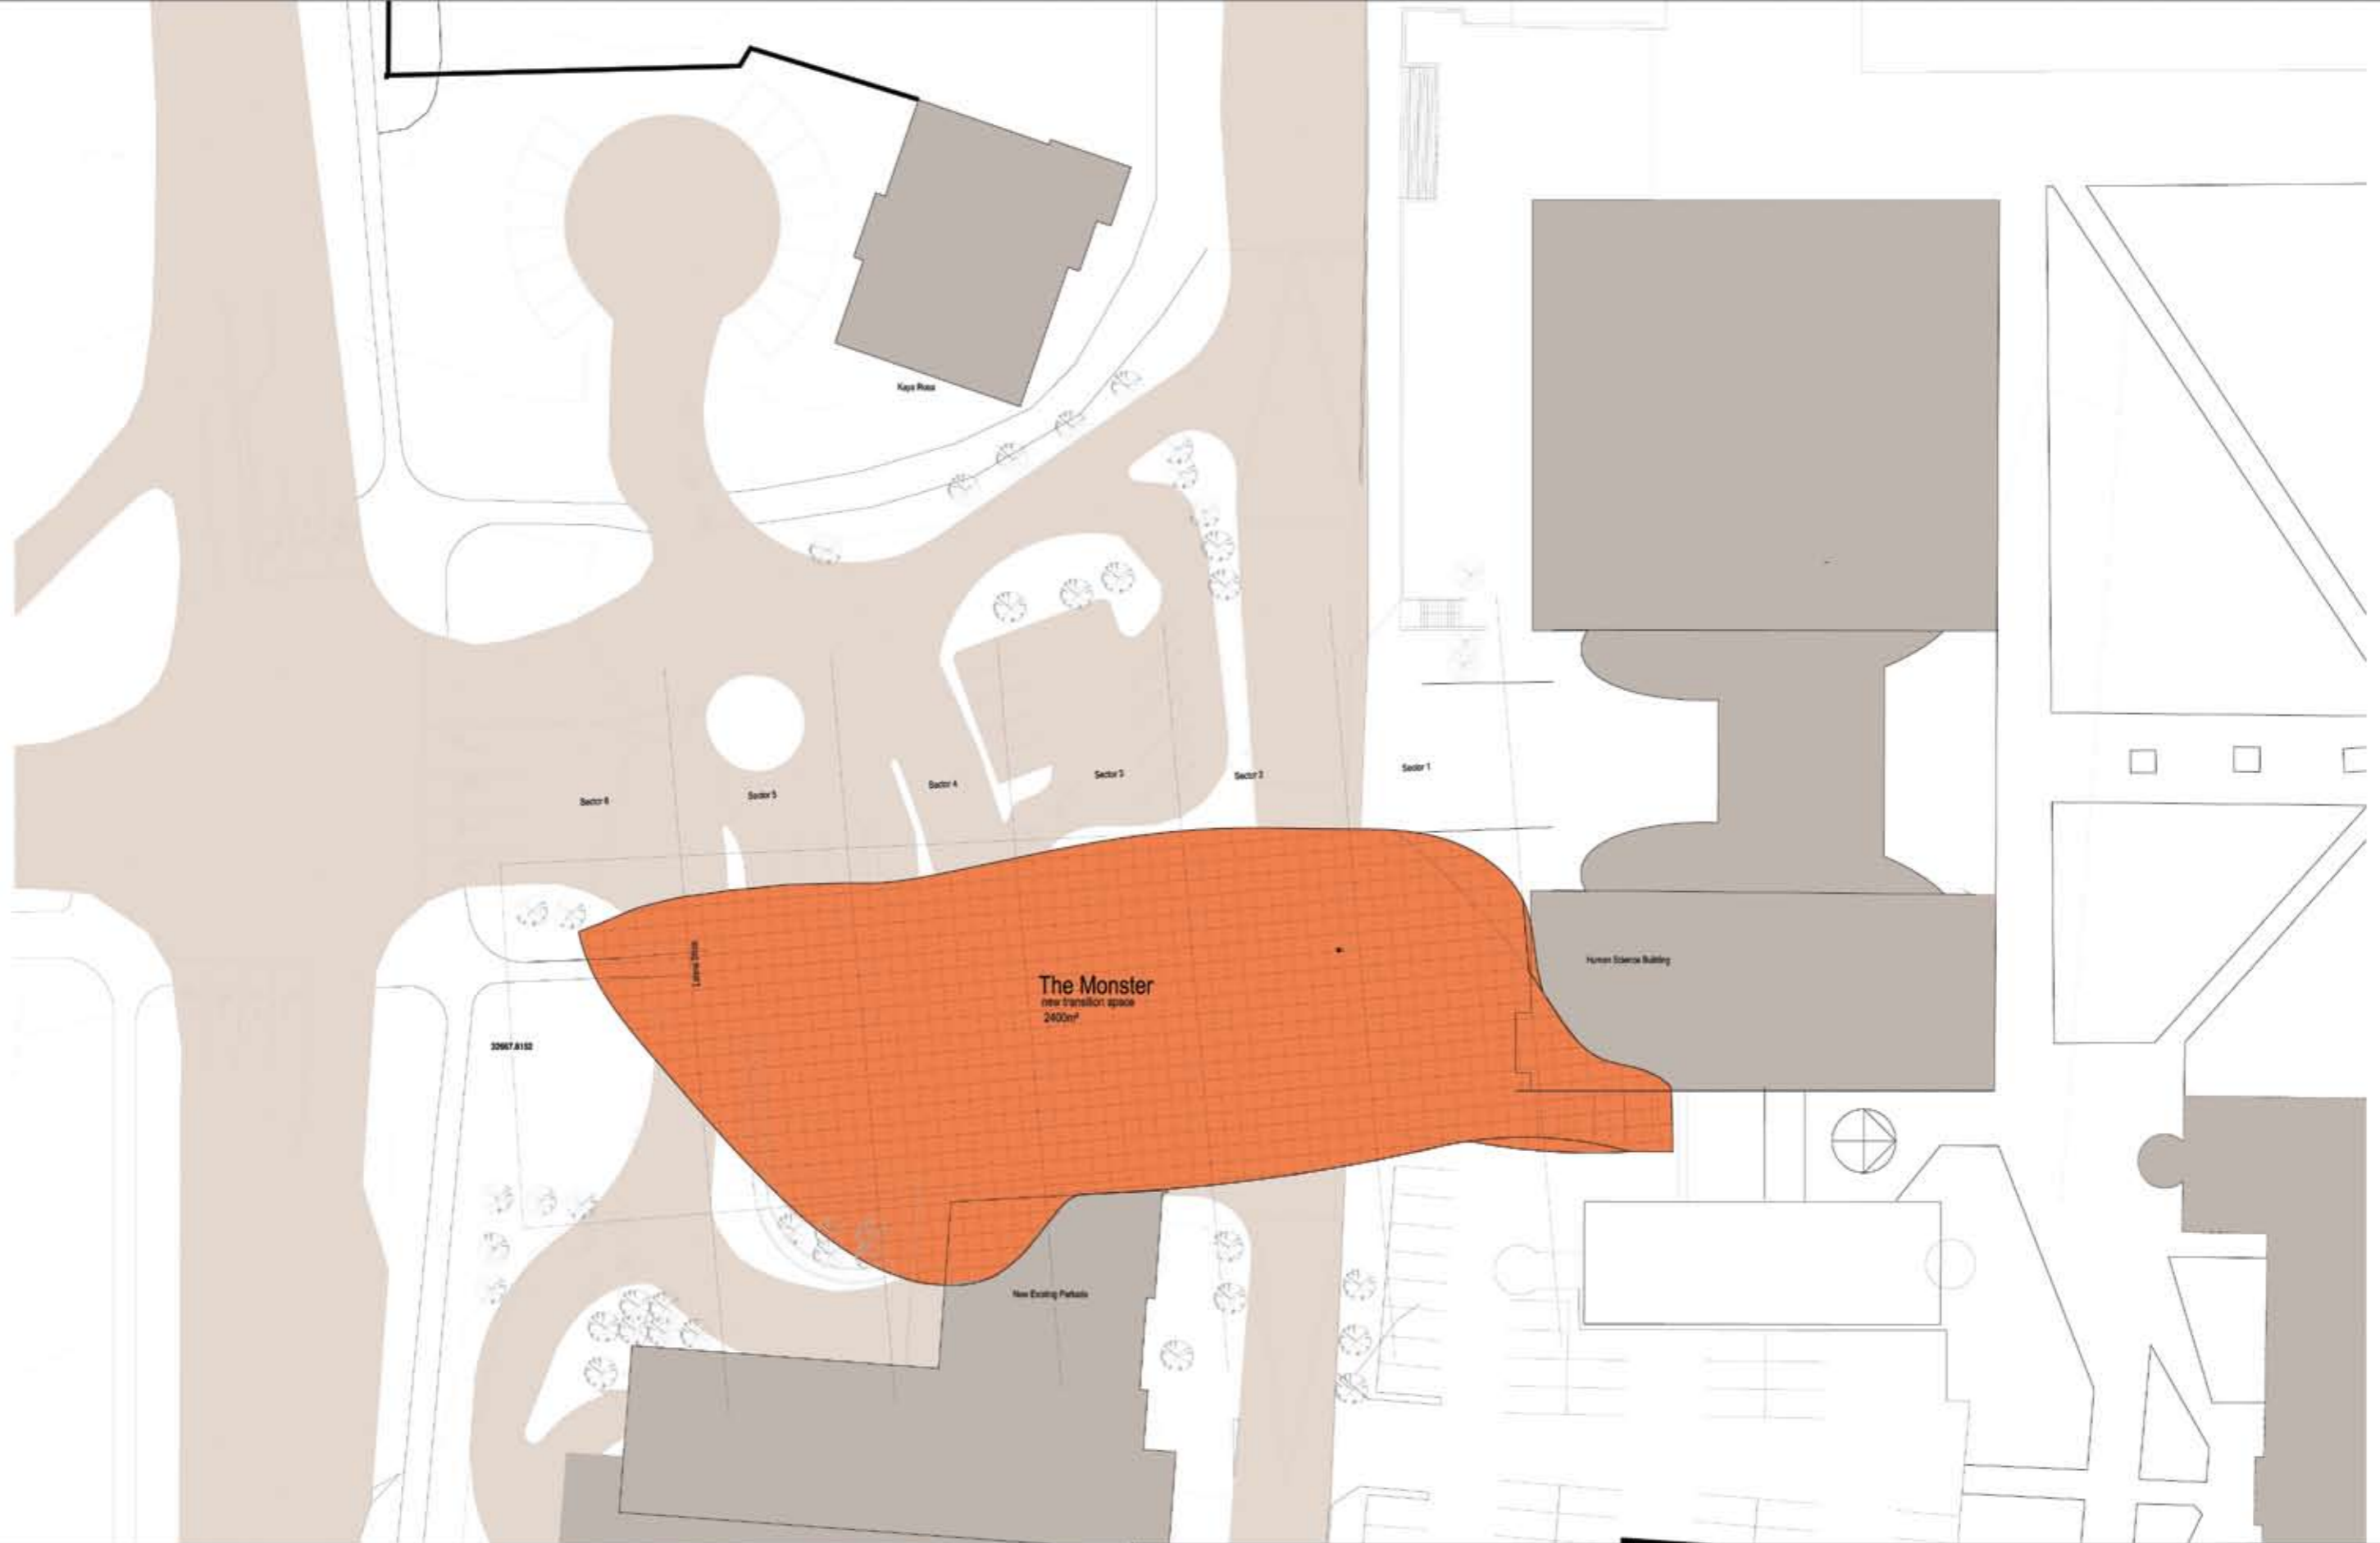 Kaya Rosa
Sector 1
Sector 2
Sector 3
Sector 4
Sector 5
Sector 6
Human Science Building
The Monster
new transition space
2400m²
New Existing Parkade